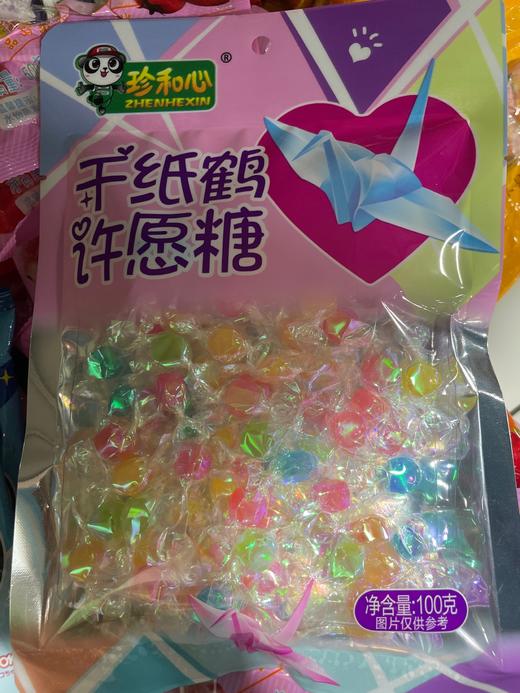 珍和心®
ZHENHEXIN
千纸鹤
许愿糖
净含量:100克
图片仅供参考